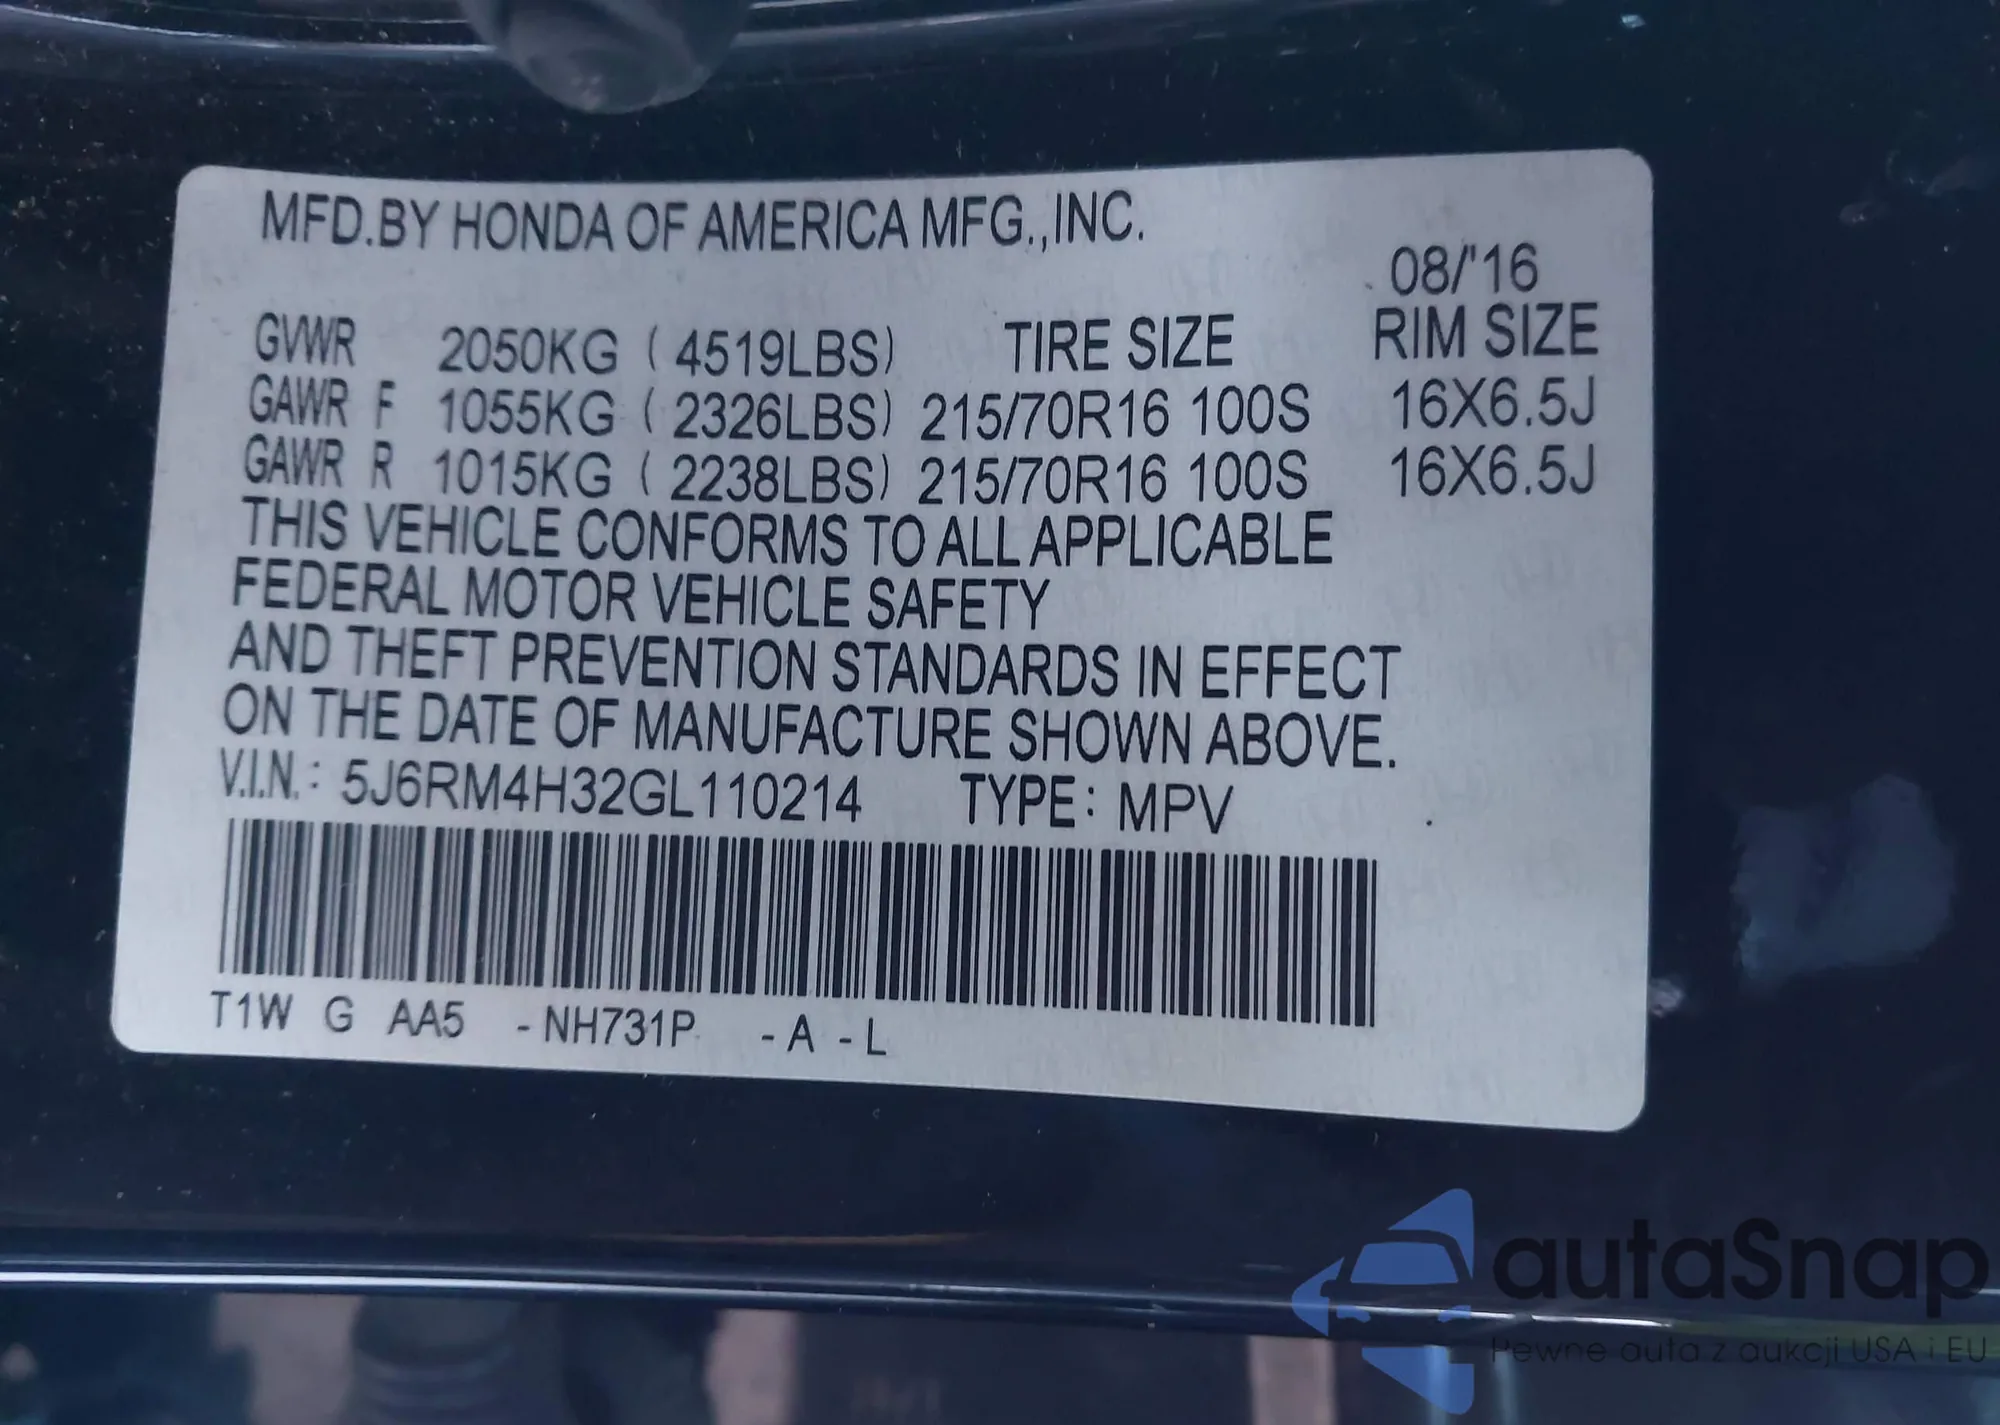 MFD.BY HONDA OF AMERICA MFG.,INC.
08/'16
GVWR 2050KG (4519LBS) TIRE SIZE RIM SIZE
GAWR F 1055KG (2326LBS) 215/70R16 100S 16X6.5J
GAWR R 1015KG (2238LBS) 215/70R16 100S 16X6.5J
THIS VEHICLE CONFORMS TO ALL APPLICABLE
FEDERAL MOTOR VEHICLE SAFETY
AND THEFT PREVENTION STANDARDS IN EFFECT
ON THE DATE OF MANUFACTURE SHOWN ABOVE.
V.I.N.: 5J6RM4H32GL110214 TYPE: MPV
T1W G AA5 -NH731P -A -L
autaSnap
Pewne auta z aukcji USA i EU